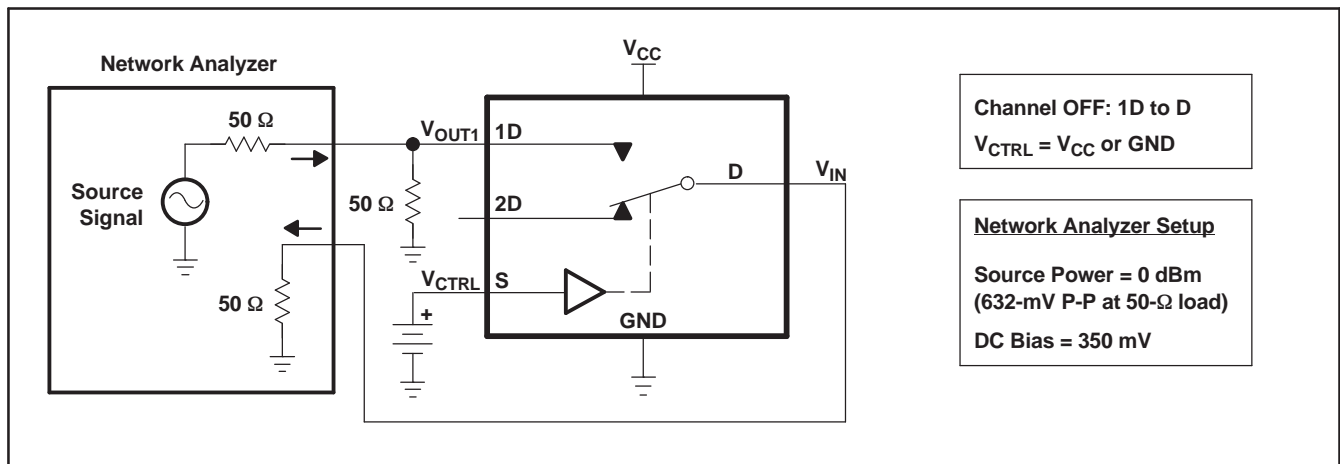 Network Analyzer
50 Ω
Source
Signal
50 Ω
V_OUT1
50 Ω
V_CTRL
+
V_CC
1D
2D
S
GND
D
V_IN
Channel OFF: 1D to D
V_CTRL = V_CC or GND
Network Analyzer Setup
Source Power = 0 dBm
(632-mV P-P at 50-Ω load)
DC Bias = 350 mV